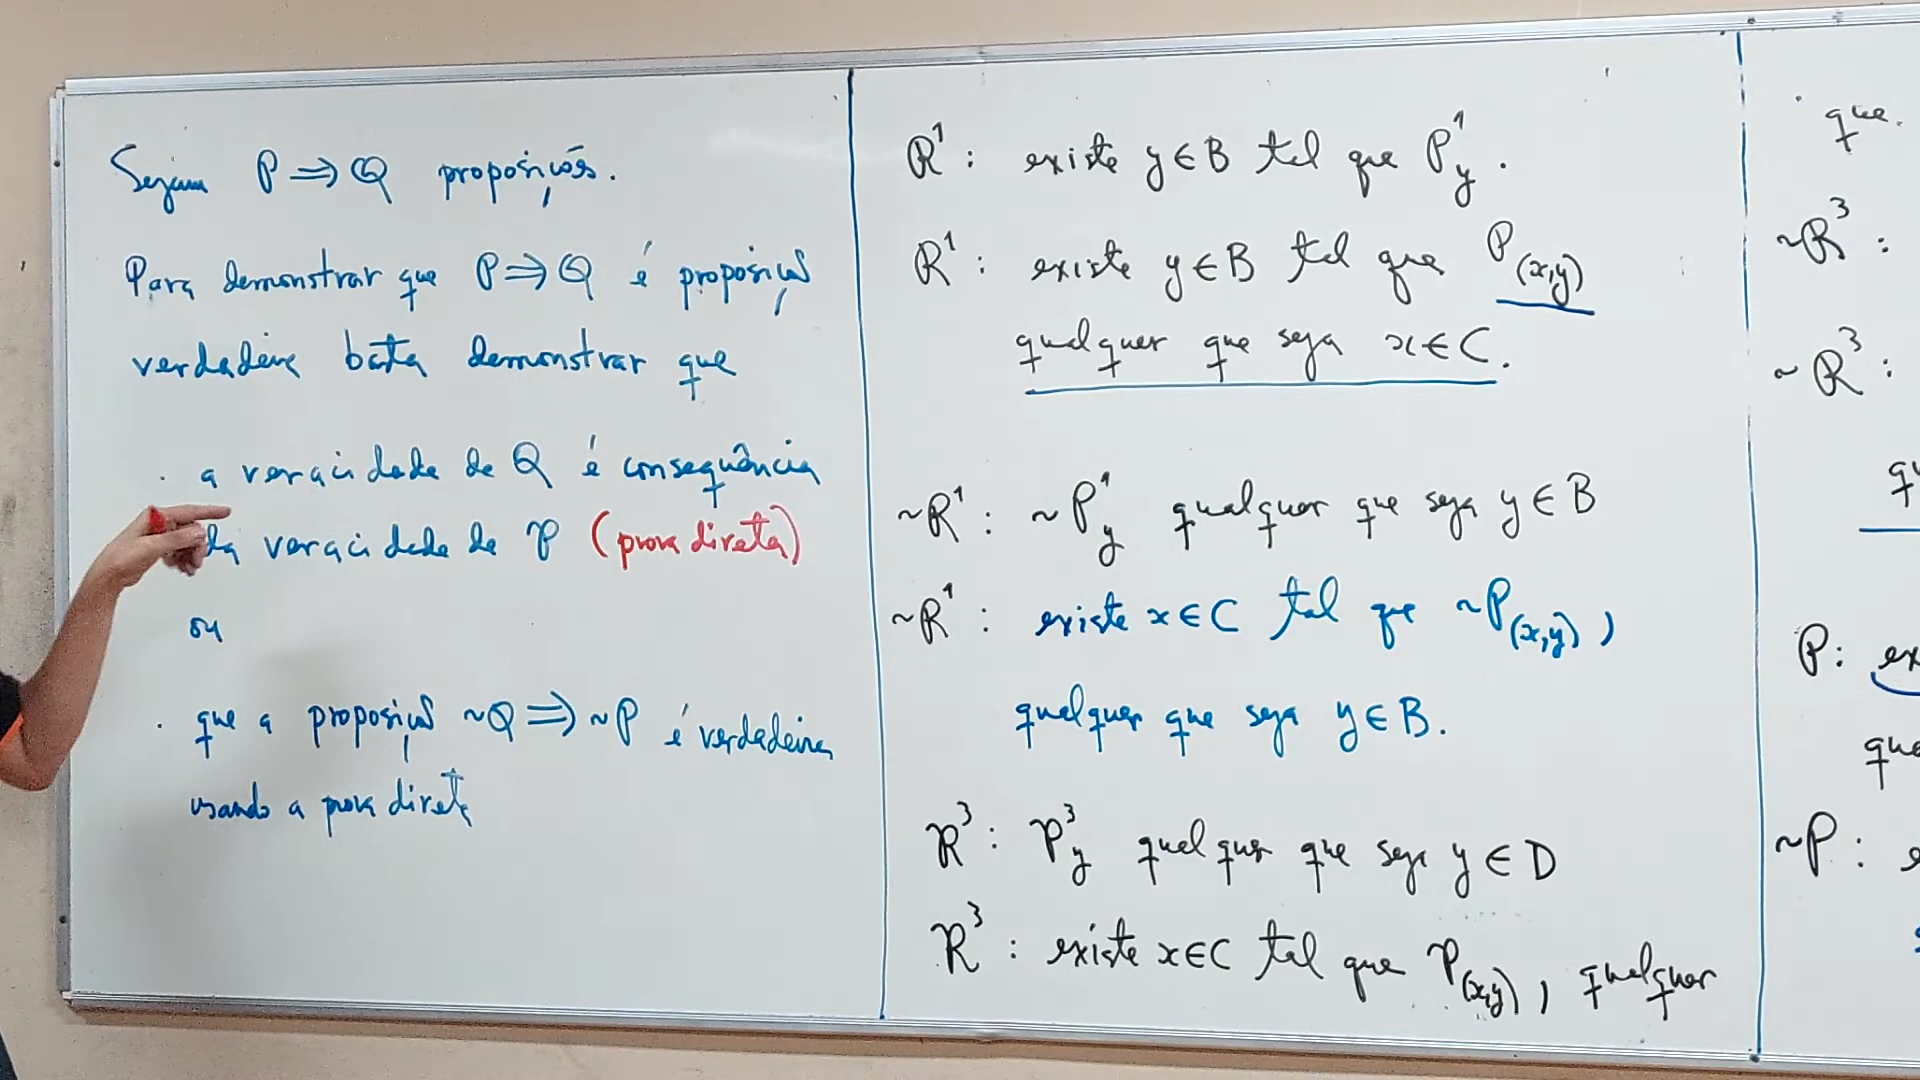 Sejam P ⟹ Q proposições.
Para demonstrar que P ⟹ Q é proposição
verdadeira basta demonstrar que
· a veracidade de Q é consequência
da veracidade de P (prova direta)
ou
· que a proposição ~Q ⟹ ~P é verdadeira
usando a prova direta
R¹ : existe y ∈ B tal que P¹_y .
R¹ : existe y ∈ B tal que P_(x,y)
qualquer que seja x ∈ C.
~R¹ : ~P¹_y qualquer que seja y ∈ B
~R¹ : existe x ∈ C tal que ~P_(x,y) ,
qualquer que seja y ∈ B.
R³ : P³_y qualquer que seja y ∈ D
R³ : existe x ∈ C tal que P_(x,y) , qualquer
que
~R³ :
~R³ :
P : ex
~P :